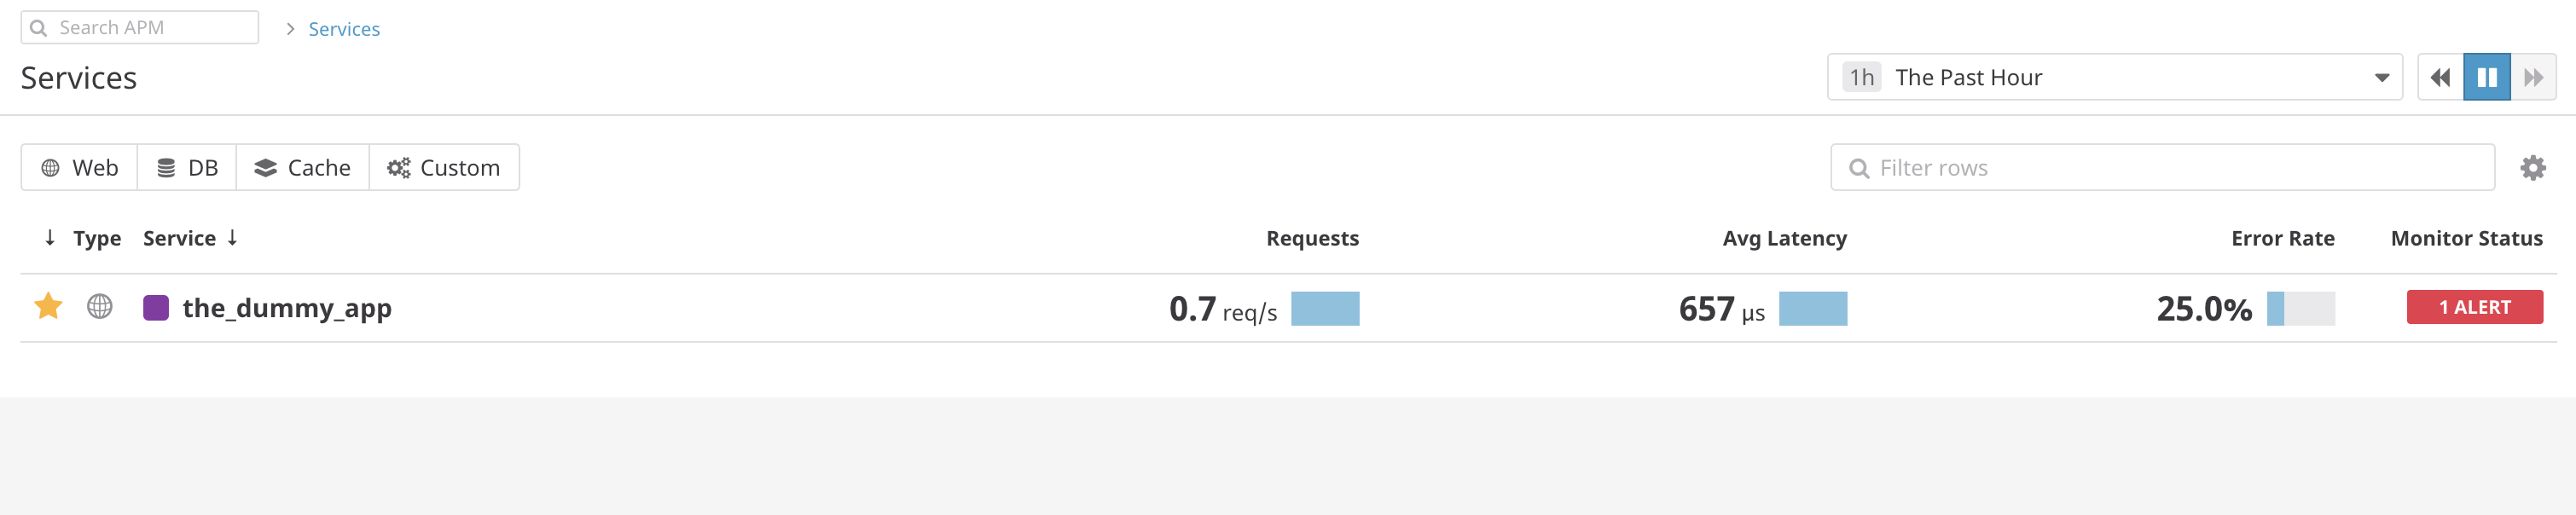 Search APM > Services
Services
1h The Past Hour
Web DB Cache Custom
Filter rows
↓ Type Service ↓ Requests Avg Latency Error Rate Monitor Status
the_dummy_app 0.7 req/s 657 µs 25.0% 1 ALERT